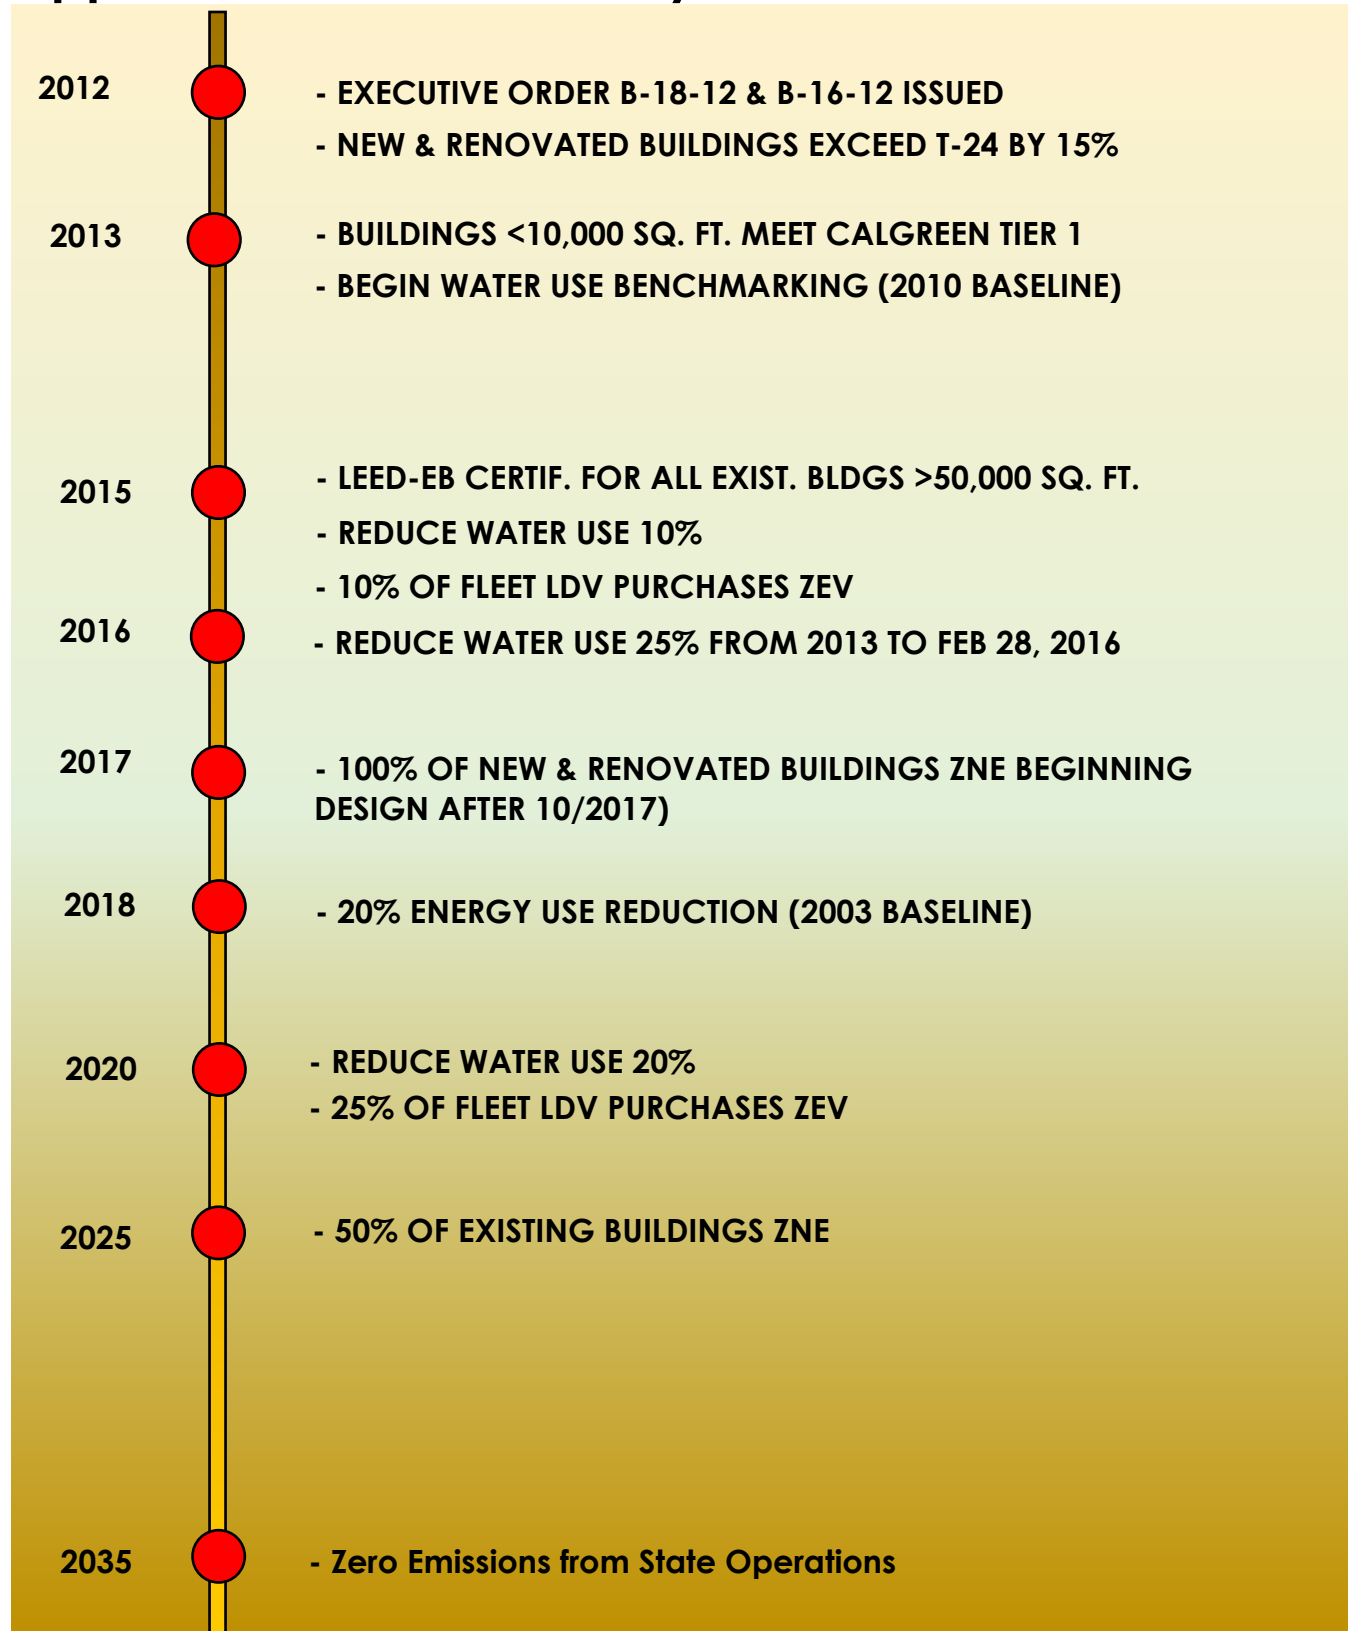 2012
- EXECUTIVE ORDER B-18-12 & B-16-12 ISSUED
- NEW & RENOVATED BUILDINGS EXCEED T-24 BY 15%
2013
- BUILDINGS <10,000 SQ. FT. MEET CALGREEN TIER 1
- BEGIN WATER USE BENCHMARKING (2010 BASELINE)
2015
- LEED-EB CERTIF. FOR ALL EXIST. BLDGS >50,000 SQ. FT.
- REDUCE WATER USE 10%
- 10% OF FLEET LDV PURCHASES ZEV
2016
- REDUCE WATER USE 25% FROM 2013 TO FEB 28, 2016
2017
- 100% OF NEW & RENOVATED BUILDINGS ZNE BEGINNING
DESIGN AFTER 10/2017)
2018
- 20% ENERGY USE REDUCTION (2003 BASELINE)
2020
- REDUCE WATER USE 20%
- 25% OF FLEET LDV PURCHASES ZEV
2025
- 50% OF EXISTING BUILDINGS ZNE
2035
- Zero Emissions from State Operations